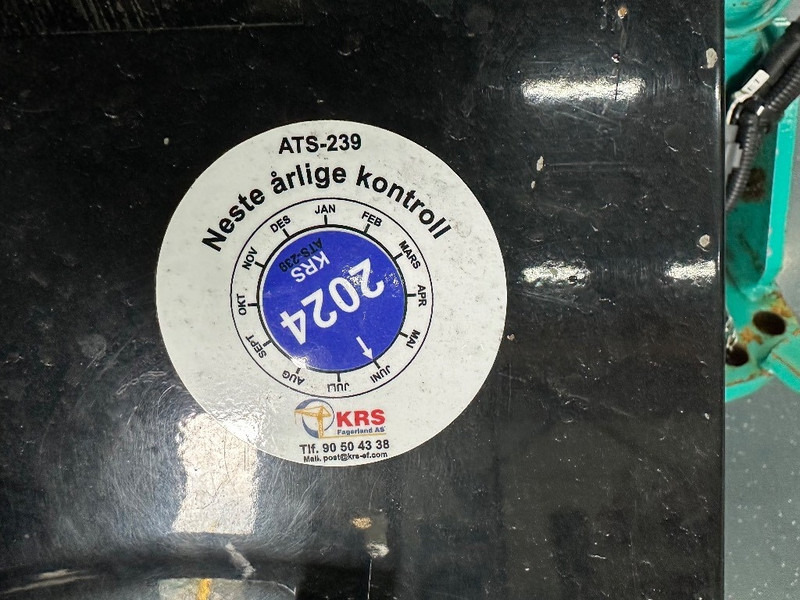 ATS-239
Neste årlige kontroll
JAN
FEB
MARS
APR
MAI
JUNI
JULI
AUG
SEPT
OKT
NOV
DES
2024
KRS
ATS-239
KRS
Fagerland AS
Tlf. 90 50 43 38
Mail. post@krs-ef.com